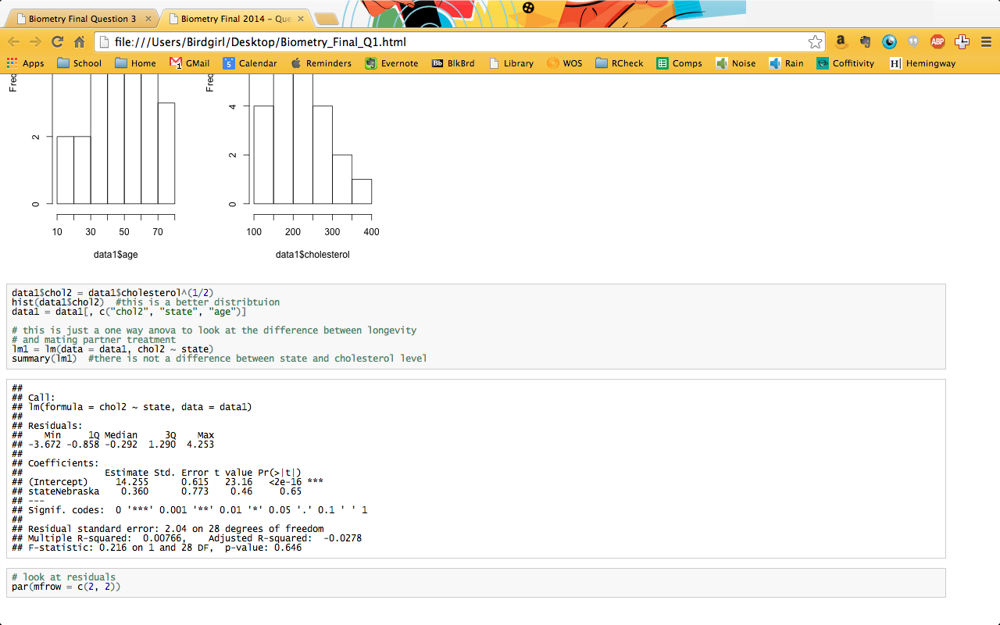 Biometry Final Question 3
Biometry Final 2014 – Que
file:///Users/Birdgirl/Desktop/Biometry_Final_Q1.html
Apps School Home GMail Calendar Reminders Evernote BlkBrd Library WOS RCheck Comps Noise Rain Coffitivity Hemingway
Freq
2
0
10 30 50 70
data1$age
Freq
4
2
0
100 200 300 400
data1$cholesterol
data1$chol2 = data1$cholesterol^(1/2)
hist(data1$chol2)  #this is a better distribtuion
data1 = data1[, c("chol2", "state", "age")]
# this is just a one way anova to look at the difference between longevity
# and mating partner treatment
lm1 = lm(data = data1, chol2 ~ state)
summary(lm1)  #there is not a difference between state and cholesterol level
##
## Call:
## lm(formula = chol2 ~ state, data = data1)
##
## Residuals:
##    Min     1Q Median     3Q    Max
## -3.672 -0.858 -0.292  1.290  4.253
##
## Coefficients:
##               Estimate Std. Error t value Pr(>|t|)
## (Intercept)     14.255      0.615   23.16   <2e-16 ***
## stateNebraska    0.360      0.773    0.46     0.65
## ---
## Signif. codes:  0 '***' 0.001 '**' 0.01 '*' 0.05 '.' 0.1 ' ' 1
##
## Residual standard error: 2.04 on 28 degrees of freedom
## Multiple R-squared:  0.00766,    Adjusted R-squared:  -0.0278
## F-statistic: 0.216 on 1 and 28 DF,  p-value: 0.646
# look at residuals
par(mfrow = c(2, 2))